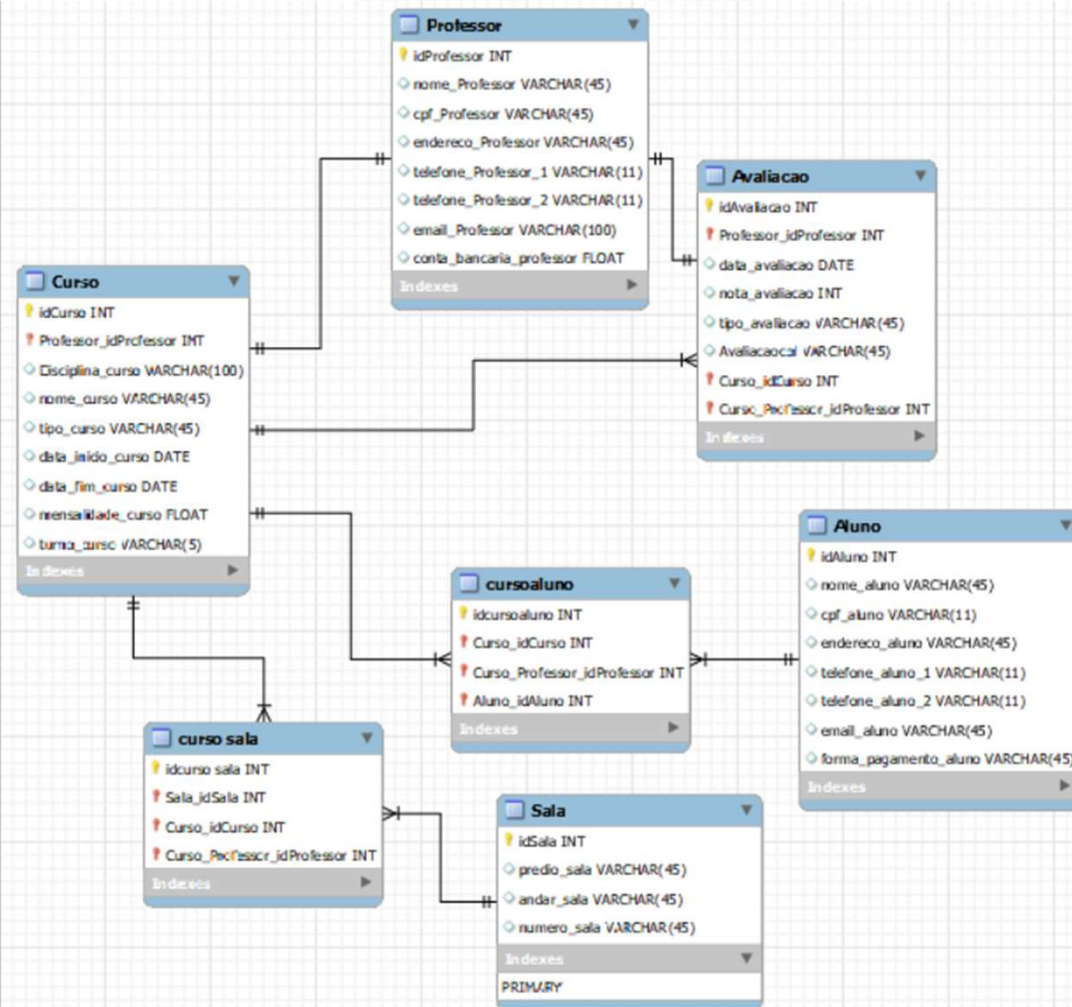 Professor
idProfessor INT
nome_Professor VARCHAR(45)
cpf_Professor VARCHAR(45)
endereco_Professor VARCHAR(45)
telefone_Professor_1 VARCHAR(11)
telefone_Professor_2 VARCHAR(11)
email_Professor VARCHAR(100)
conta_bancaria_professor FLOAT
Indexes
Avaliacao
idAvaliacao INT
Professor_idProfessor INT
data_avaliacao DATE
nota_avaliacao INT
tipo_avaliacao VARCHAR(45)
VARCHAR(45)
Curso_idCurso INT
Curso_Professor_idProfessor INT
Indexes
Curso
idCurso INT
Professor_idProfessor INT
Disciplina_curso VARCHAR(100)
nome_curso VARCHAR(45)
tipo_curso VARCHAR(45)
data_inicio_curso DATE
data_fim_curso DATE
mensalidade_curso FLOAT
turno_curso VARCHAR(5)
Indexes
cursoaluno
idcursoaluno INT
Curso_idCurso INT
Curso_Professor_idProfessor INT
Aluno_idAluno INT
Indexes
Aluno
idAluno INT
nome_aluno VARCHAR(45)
cpf_aluno VARCHAR(11)
endereco_aluno VARCHAR(45)
telefone_aluno_1 VARCHAR(11)
telefone_aluno_2 VARCHAR(11)
email_aluno VARCHAR(45)
forma_pagamento_aluno VARCHAR(45)
Indexes
curso sala
idcurso sala INT
Sala_idSala INT
Curso_idCurso INT
Curso_Professor_idProfessor INT
Indexes
Sala
idSala INT
predio_sala VARCHAR(45)
andar_sala VARCHAR(45)
numero_sala VARCHAR(45)
Indexes
PRIMARY